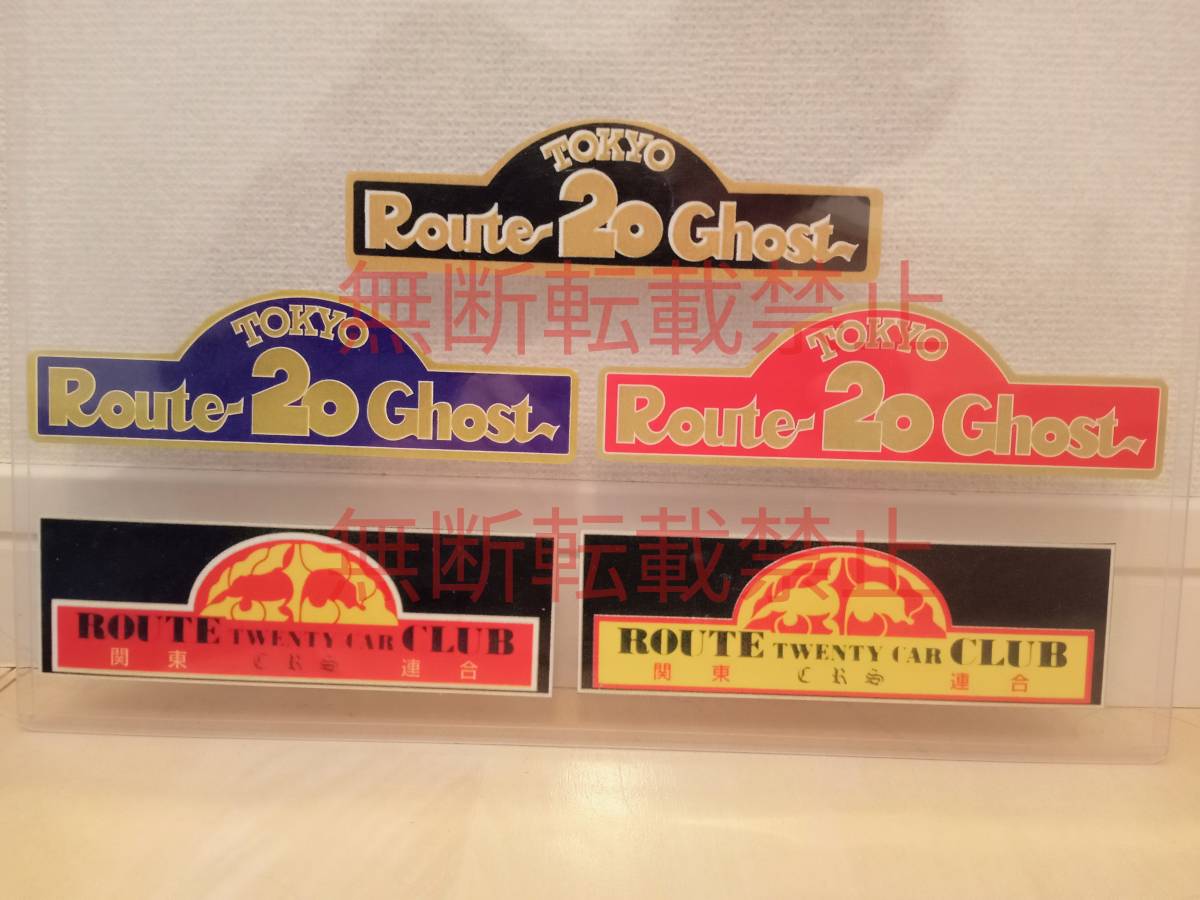 TOKYO
Route 20 Ghost
無断転載禁止
TOKYO
Route 20 Ghost
TOKYO
Route 20 Ghost
無断転載禁止
ROUTE TWENTY CAR CLUB
関東 CRS 連合
ROUTE TWENTY CAR CLUB
関東 CRS 連合